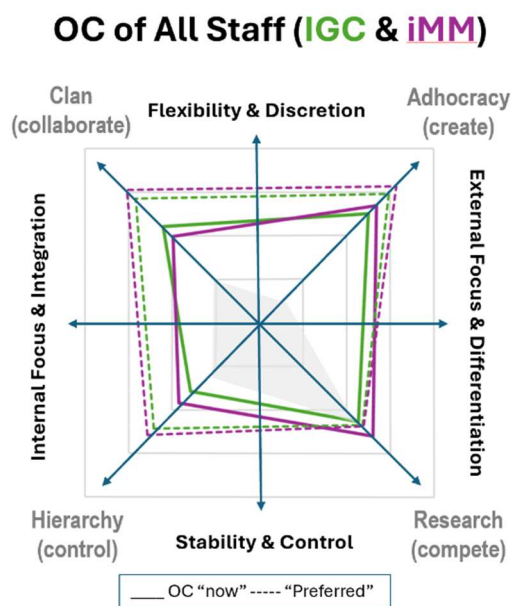 OC of All Staff (IGC & iMM)
Clan
(collaborate)
Flexibility & Discretion
Adhocracy
(create)
Internal Focus & Integration
External Focus & Differentiation
Hierarchy
(control)
Stability & Control
Research
(compete)
____ OC “now” ----- “Preferred”